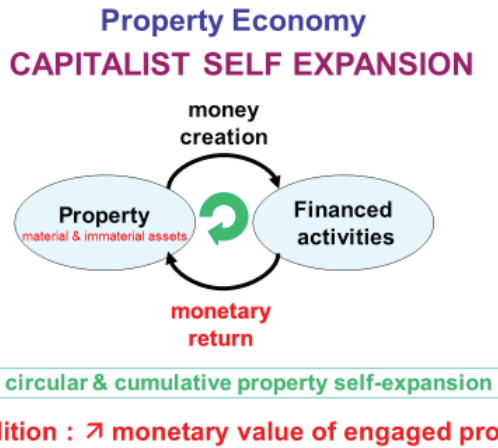 Property Economy
CAPITALIST SELF EXPANSION
money
creation
Property
material & immaterial assets
Financed
activities
monetary
return
circular & cumulative property self-expansion
dition : ↗ monetary value of engaged pro